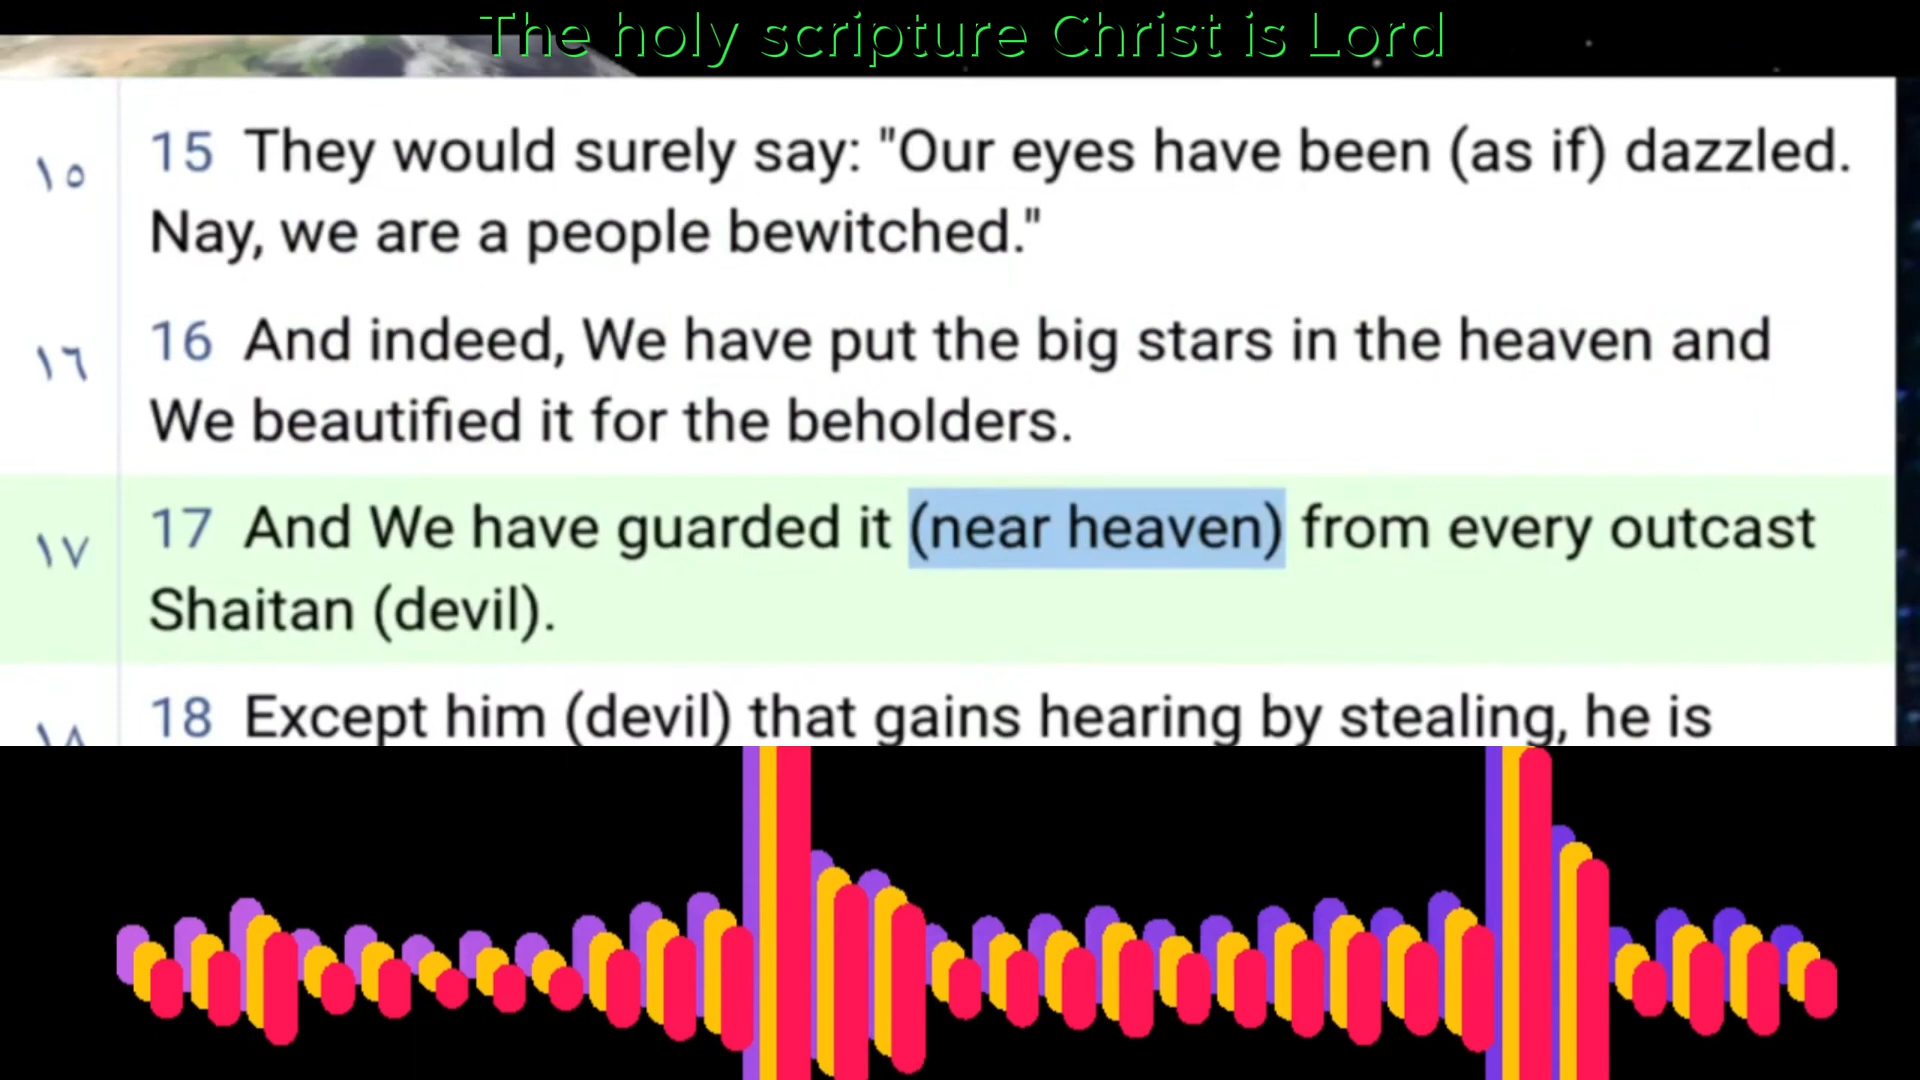 The holy scripture Christ is Lord
١٥
15 They would surely say: "Our eyes have been (as if) dazzled.
Nay, we are a people bewitched."
١٦
16 And indeed, We have put the big stars in the heaven and
We beautified it for the beholders.
١٧
17 And We have guarded it (near heaven) from every outcast
Shaitan (devil).
١٨
18 Except him (devil) that gains hearing by stealing, he is